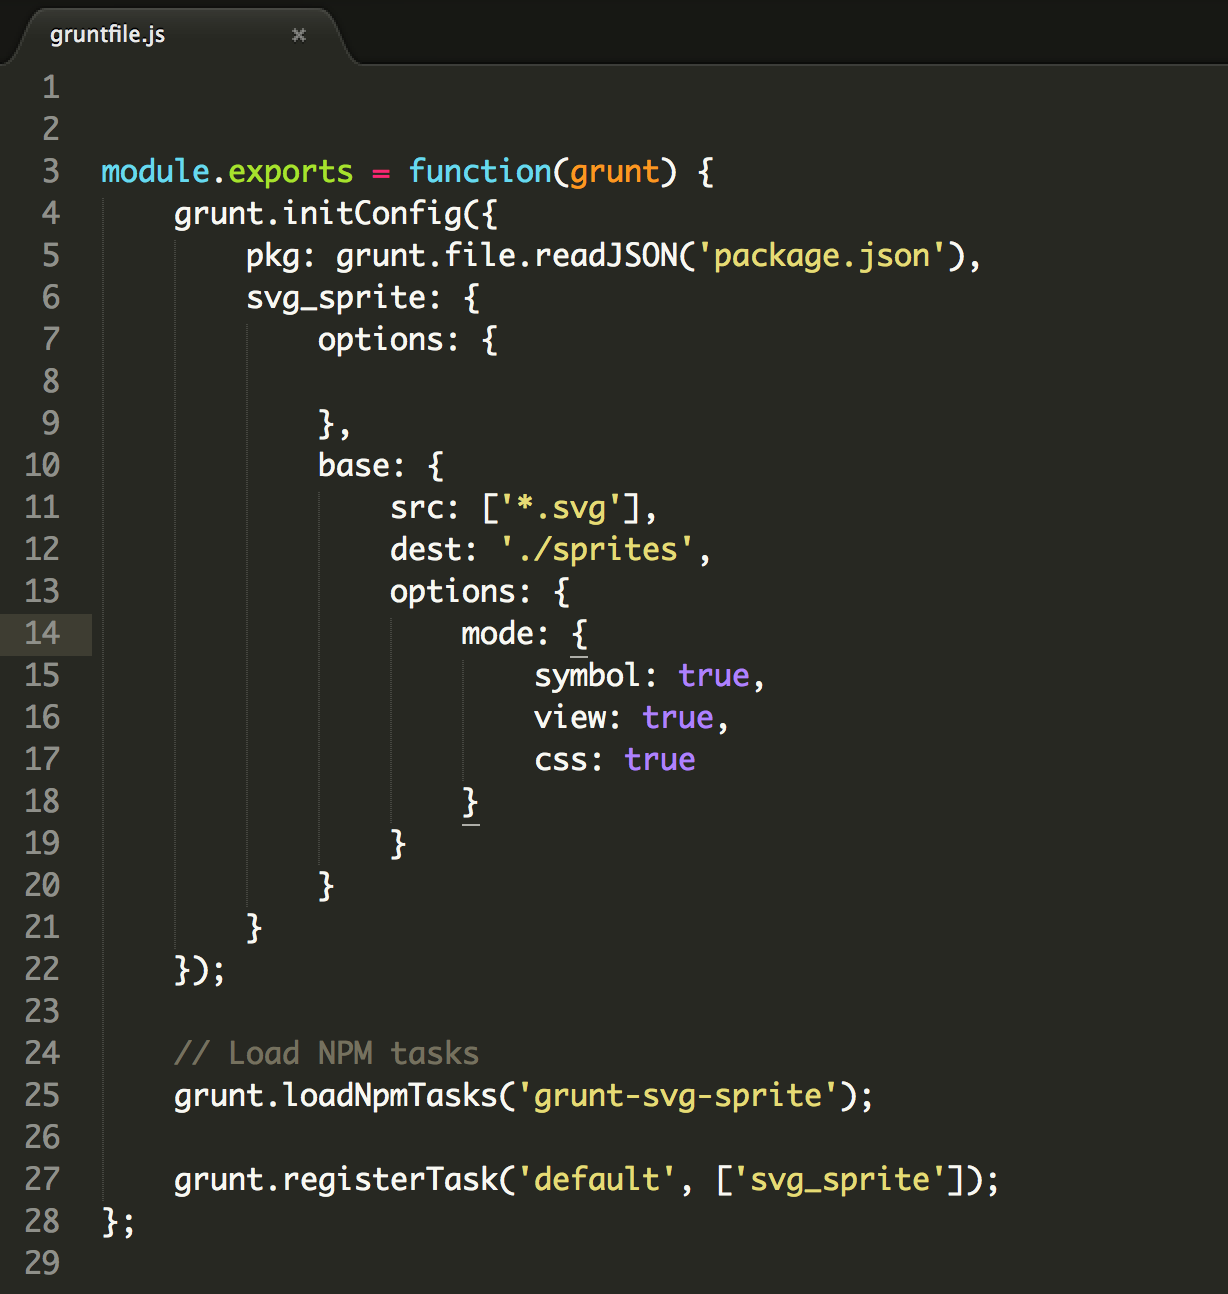 gruntfile.js ×
1
2
3 module.exports = function(grunt) {
4     grunt.initConfig({
5         pkg: grunt.file.readJSON('package.json'),
6         svg_sprite: {
7             options: {
8
9             },
10             base: {
11                 src: ['*.svg'],
12                 dest: './sprites',
13                 options: {
14                     mode: {
15                         symbol: true,
16                         view: true,
17                         css: true
18                     }
19                 }
20             }
21         }
22     });
23
24     // Load NPM tasks
25     grunt.loadNpmTasks('grunt-svg-sprite');
26
27     grunt.registerTask('default', ['svg_sprite']);
28 };
29